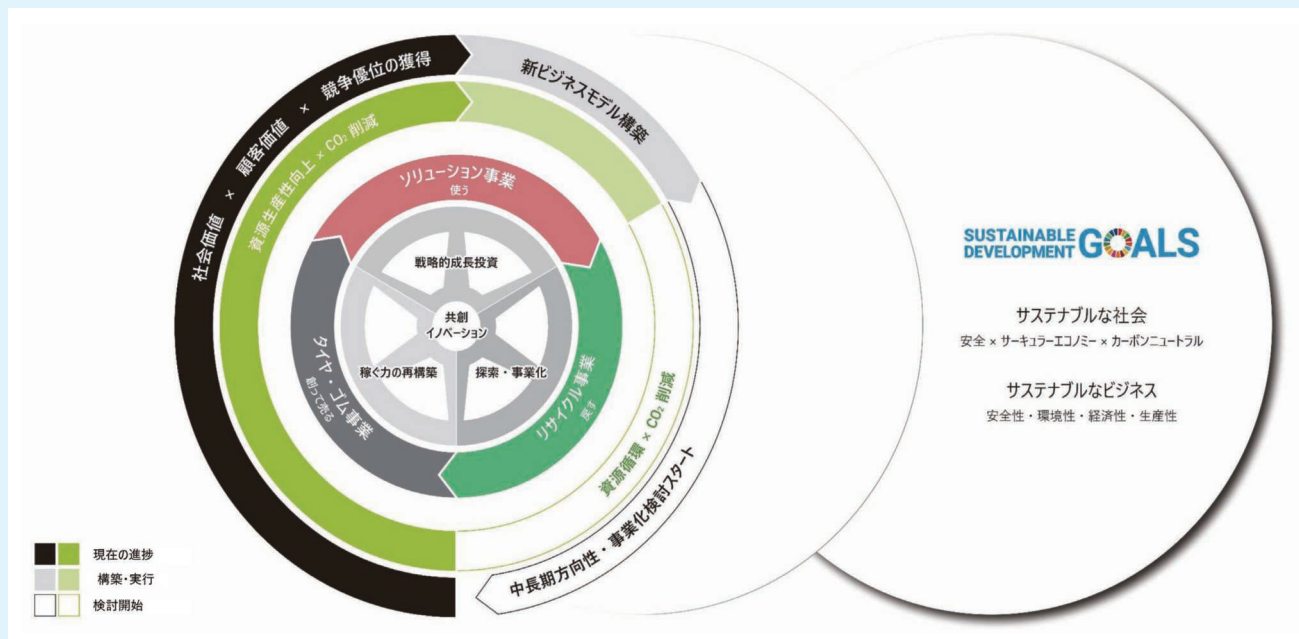 社会価値 × 顧客価値 × 競争優位の獲得
新ビジネスモデル構築
資源生産性向上 × CO₂ 削減
ソリューション事業
使う
戦略的成長投資
共創
イノベーション
稼ぐ力の再構築
探索・事業化
タイヤ・ゴム事業
創って売る
リサイクル事業
戻す
資源循環 × CO₂ 削減
中長期方向性・事業化検討スタート
SUSTAINABLE
DEVELOPMENT GOALS
サステナブルな社会
安全 × サーキュラーエコノミー × カーボンニュートラル
サステナブルなビジネス
安全性・環境性・経済性・生産性
現在の進捗
構築・実行
検討開始